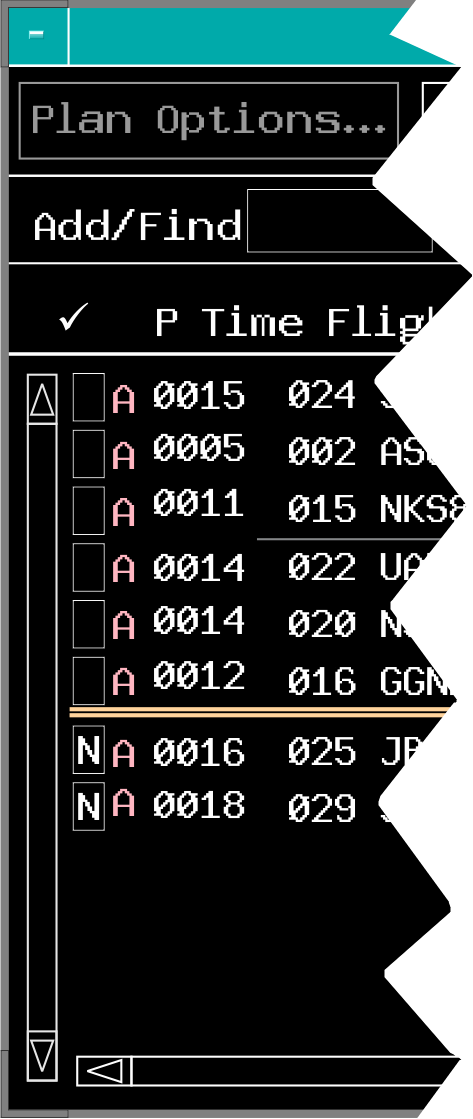 Plan Options...
Add/Find
✓ P Time
A 0015 024
A 0005 002
A 0011 015
A 0014 022
A 0014 020
A 0012 016
N A 0016 025
N A 0018 029